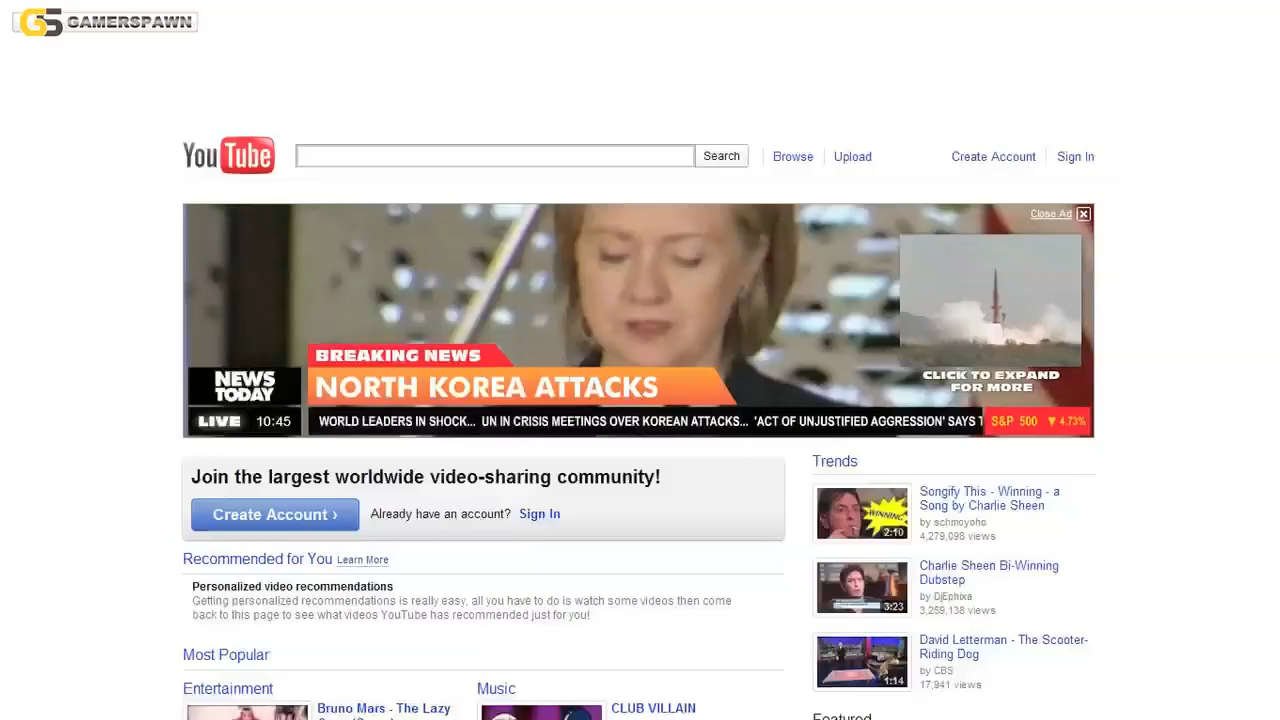 GS GAMERSPAWN
YouTube
Search
Browse
Upload
Create Account
Sign In
Close Ad X
BREAKING NEWS
NEWS TODAY
NORTH KOREA ATTACKS
CLICK TO EXPAND
FOR MORE
LIVE 10:45
WORLD LEADERS IN SHOCK... UN IN CRISIS MEETINGS OVER KOREAN ATTACKS... 'ACT OF UNJUSTIFIED AGGRESSION' SAYS T
S&P 500 ▼4.73%
Join the largest worldwide video-sharing community!
Create Account ›
Already have an account? Sign In
Recommended for You Learn More
Personalized video recommendations
Getting personalized recommendations is really easy, all you have to do is watch some videos then come
back to this page to see what videos YouTube has recommended just for you!
Most Popular
Entertainment
Music
Bruno Mars - The Lazy
CLUB VILLAIN
Trends
WINNING
2:10
Songify This - Winning - a
Song by Charlie Sheen
by schmoyoho
4,279,098 views
3:23
Charlie Sheen Bi-Winning
Dubstep
by DjEphixa
3,259,138 views
1:14
David Letterman - The Scooter-
Riding Dog
by CBS
17,941 views
Featured